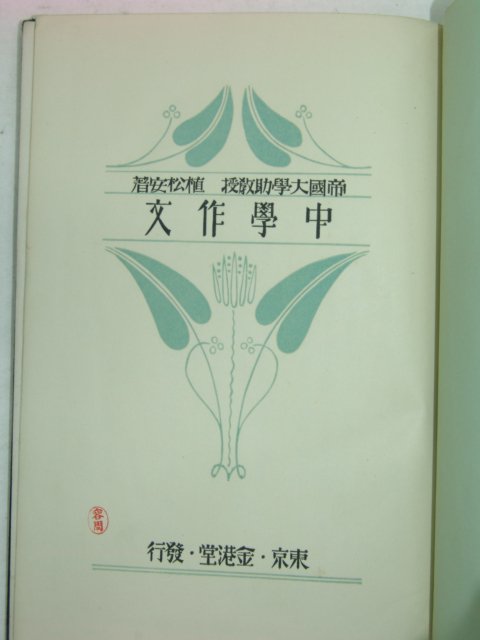 帝國大學助敎授 植松安著
中學作文
東京・金港堂・發行